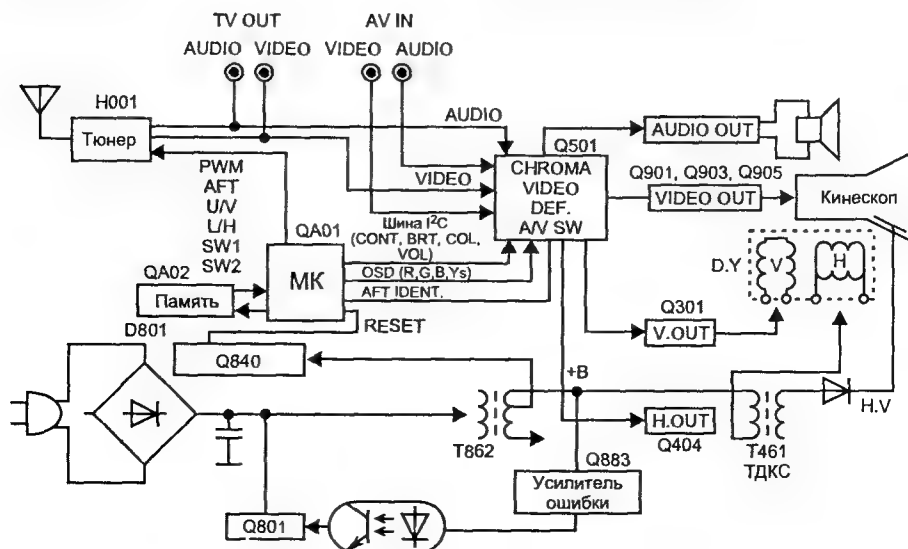 TV OUT
AV IN
AUDIO VIDEO
VIDEO AUDIO
H001
Тюнер
AUDIO
Q501
AUDIO OUT
PWM
AFT
U/V
L/H
SW1
SW2
VIDEO
CHROMA
VIDEO
DEF.
A/V SW
Q901, Q903, Q905
VIDEO OUT
Кинескоп
QA01
МК
Шина I²C
(CONT, BRT, COL,
VOL)
OSD (R,G,B,Ys)
AFT IDENT.
D.Y
V
H
QA02
Память
RESET
Q301
V.OUT
D801
Q840
+B
H.V
T862
H.OUT
Q404
T461
ТДКС
Q883
Усилитель
ошибки
Q801